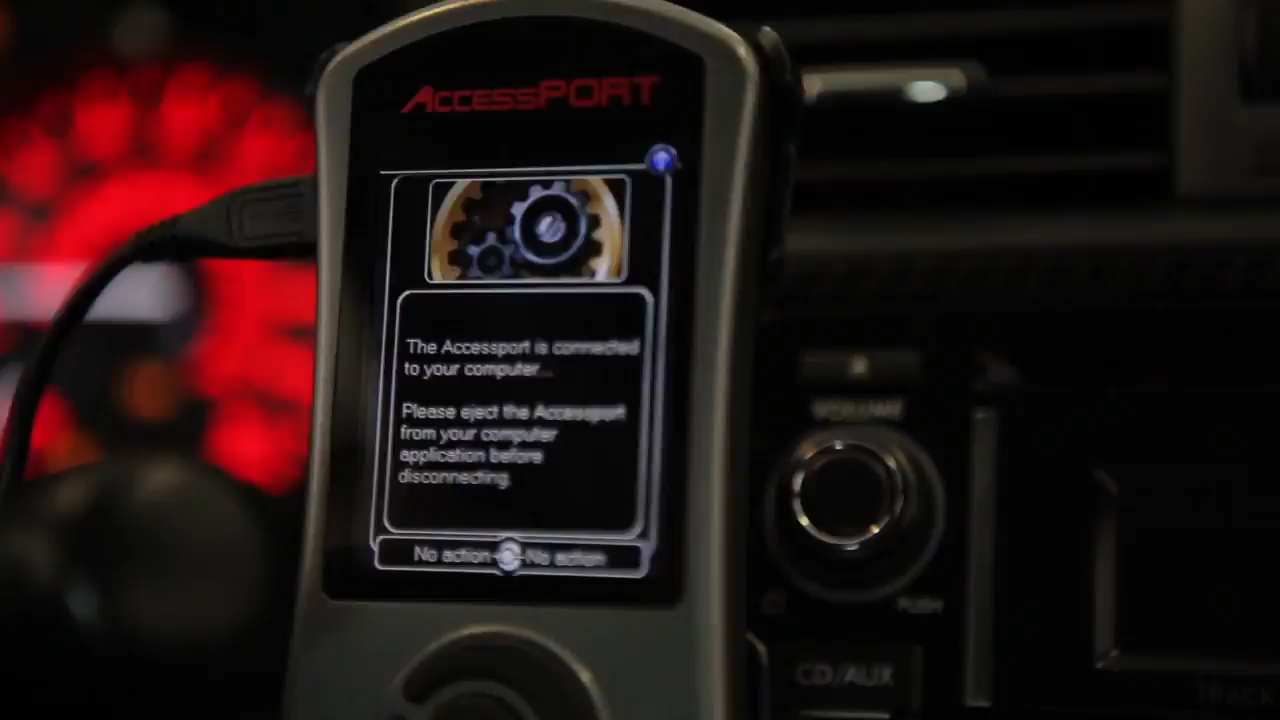 AccessPORT
The Accessport is connected
to your computer...
Please eject the Accessport
from your computer
application before
disconnecting.
No action
No action
VOLUME
PUSH
CD/AUX
TRACK